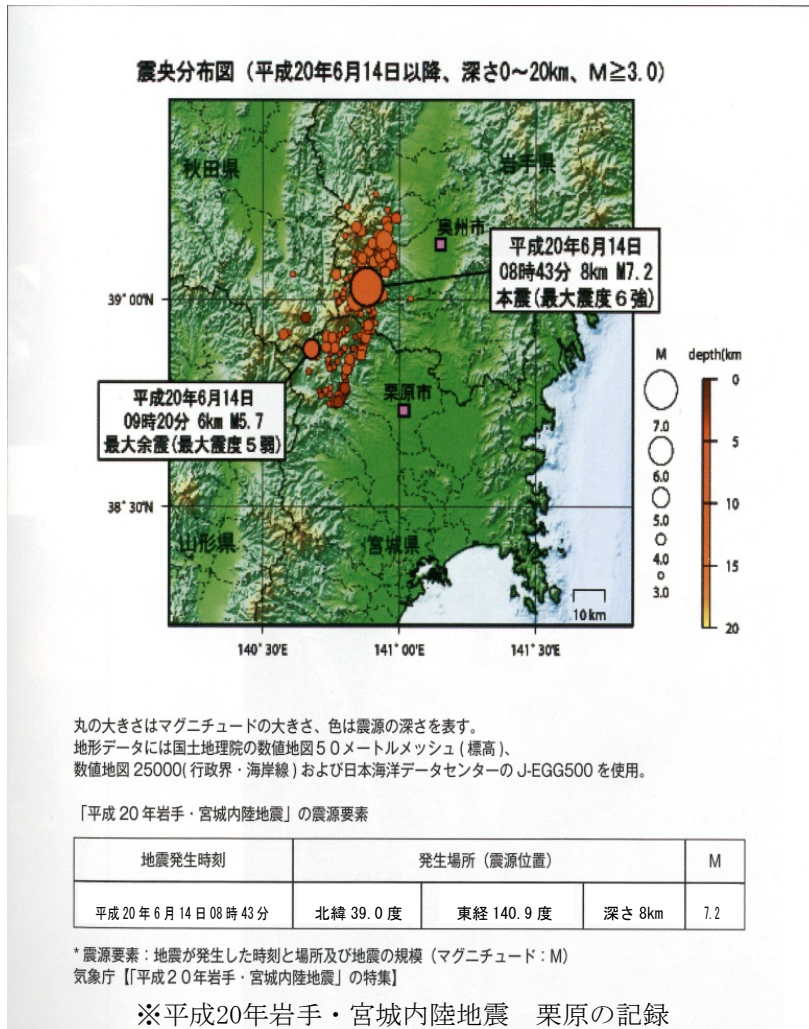 震央分布図（平成20年6月14日以降、深さ0～20km、M≧3.0）
秋田県
岩手県
奥州市
平成20年6月14日
08時43分 8km M7.2
本震（最大震度６強）
39°00'N
平成20年6月14日
09時20分 6km M5.7
最大余震（最大震度５弱）
栗原市
38°30'N
山形県
宮城県
10 km
140°30'E
141°00'E
141°30'E
M
7.0
6.0
5.0
4.0
3.0
depth(km
0
5
10
15
20
丸の大きさはマグニチュードの大きさ、色は震源の深さを表す。
地形データには国土地理院の数値地図５０メートルメッシュ(標高)、
数値地図 25000(行政界・海岸線)および日本海洋データセンターの J-EGG500 を使用。
「平成 20 年岩手・宮城内陸地震」の震源要素
地震発生時刻 発生場所（震源位置） M
平成 20 年 6 月 14 日 08 時 43 分 北緯 39.0 度 東経 140.9 度 深さ 8km 7.2
*震源要素：地震が発生した時刻と場所及び地震の規模（マグニチュード：M）
気象庁【「平成２０年岩手・宮城内陸地震」の特集】
※平成20年岩手・宮城内陸地震　栗原の記録